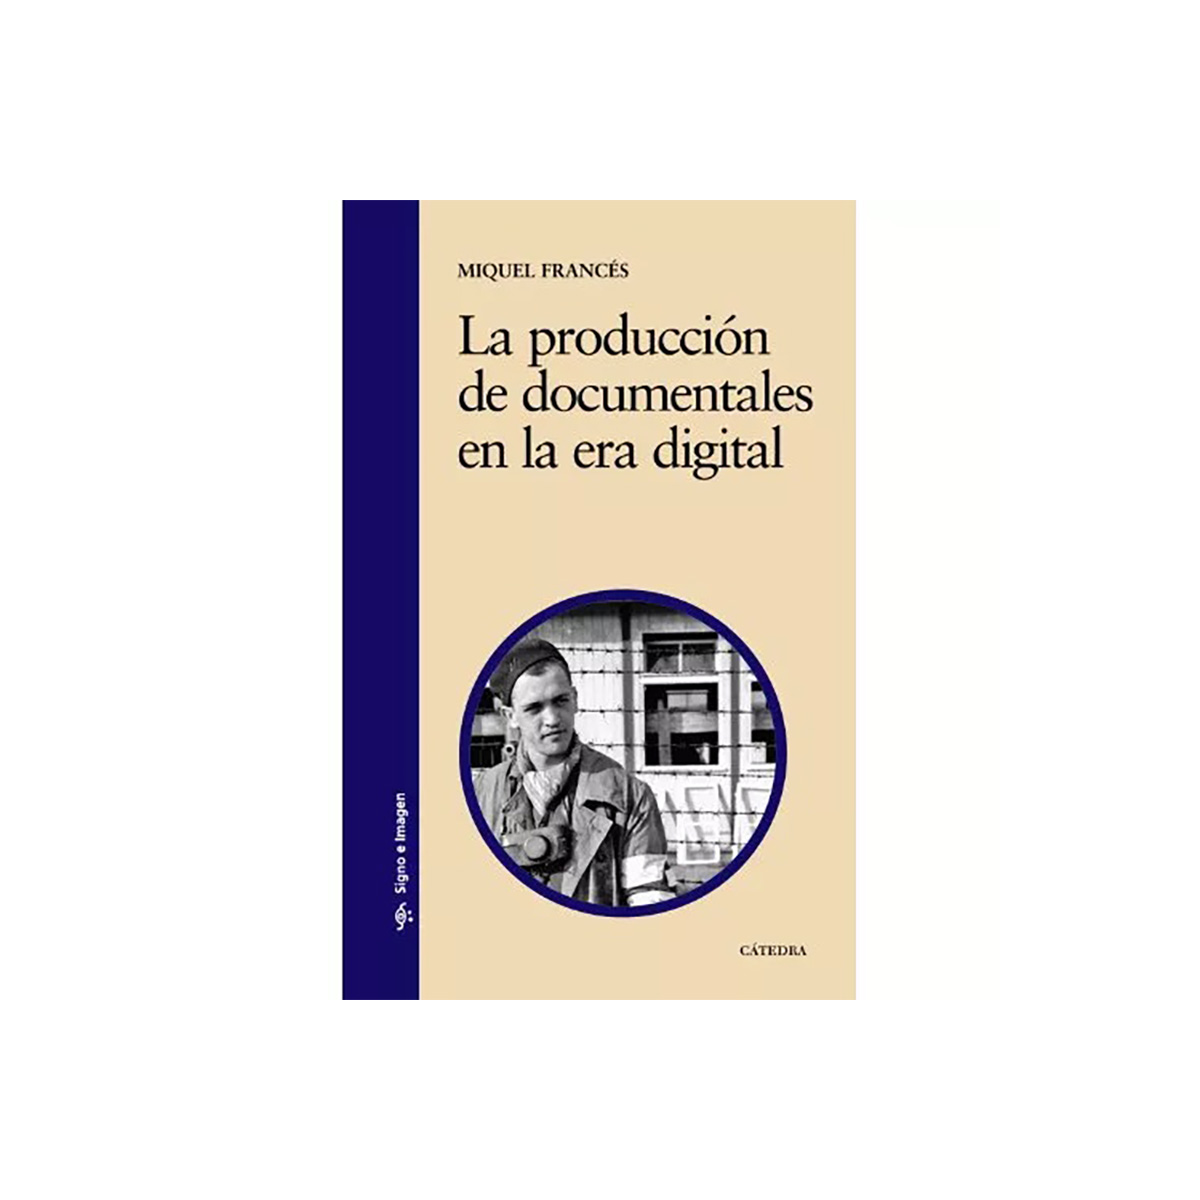 MIQUEL FRANCÉS
La producción
de documentales
en la era digital
Signo e Imagen
CÁTEDRA